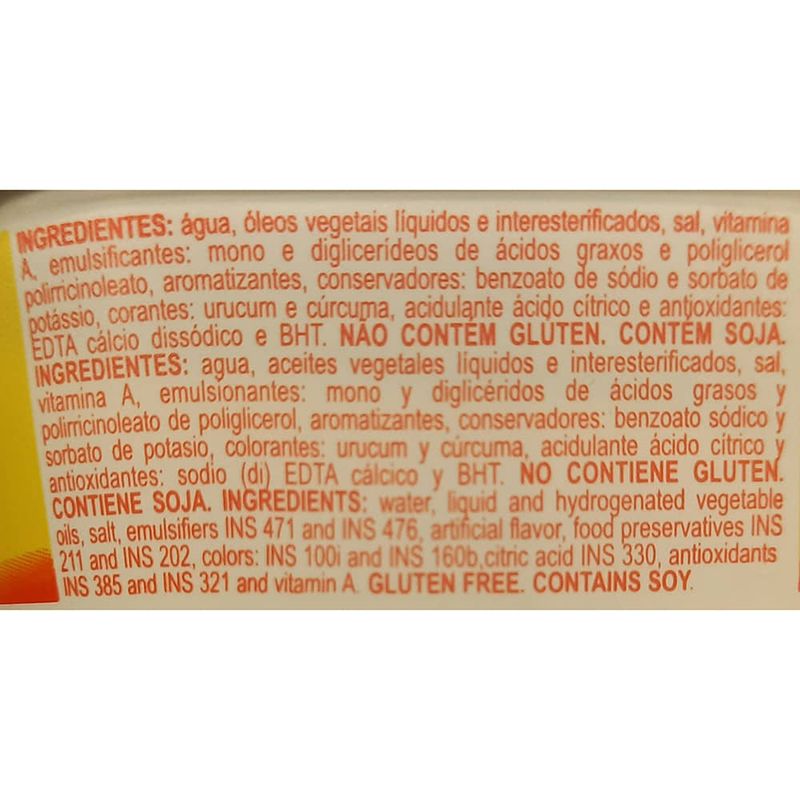 INGREDIENTES: água, óleos vegetais líquidos e interesterificados, sal, vitamina
A, emulsificantes: mono e diglicerídeos de ácidos graxos e poliglicerol
polirricinoleato, aromatizantes, conservadores: benzoato de sódio e sorbato de
potássio, corantes: urucum e cúrcuma, acidulante ácido cítrico e antioxidantes:
EDTA cálcio dissódico e BHT. NÃO CONTÉM GLUTEN. CONTÉM SOJA.
INGREDIENTES: agua, aceites vegetales líquidos e interesterificados, sal,
vitamina A, emulsionantes: mono y diglicéridos de ácidos grasos y
polirricinoleato de poliglicerol, aromatizantes, conservadores: benzoato sódico y
sorbato de potasio, colorantes: urucum y cúrcuma, acidulante ácido cítrico y
antioxidantes: sodio (di) EDTA cálcico y BHT. NO CONTIENE GLUTEN.
CONTIENE SOJA. INGREDIENTS: water, liquid and hydrogenated vegetable
oils, salt, emulsifiers INS 471 and INS 476, artificial flavor, food preservatives INS
211 and INS 202, colors: INS 100i and INS 160b,citric acid INS 330, antioxidants
INS 385 and INS 321 and vitamin A. GLUTEN FREE. CONTAINS SOY.